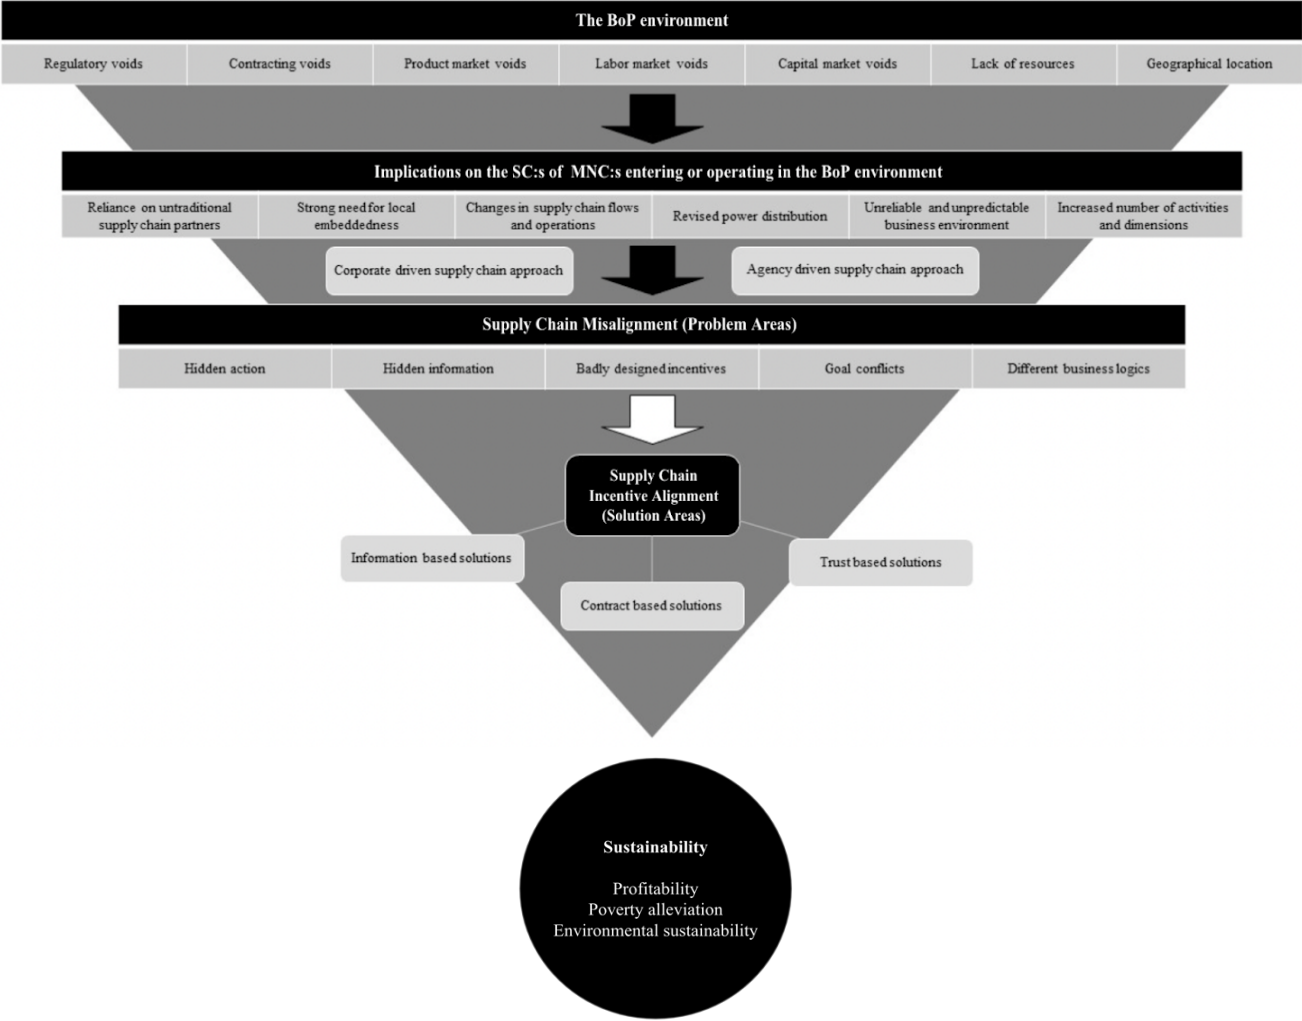 The BoP environment
Regulatory voids
Contracting voids
Product market voids
Labor market voids
Capital market voids
Lack of resources
Geographical location
Implications on the SC:s of MNC:s entering or operating in the BoP environment
Reliance on untraditional
supply chain partners
Strong need for local
embeddedness
Changes in supply chain flows
and operations
Revised power distribution
Unreliable and unpredictable
business environment
Increased number of activities
and dimensions
Corporate driven supply chain approach
Agency driven supply chain approach
Supply Chain Misalignment (Problem Areas)
Hidden action
Hidden information
Badly designed incentives
Goal conflicts
Different business logics
Supply Chain
Incentive Alignment
(Solution Areas)
Information based solutions
Contract based solutions
Trust based solutions
Sustainability
Profitability
Poverty alleviation
Environmental sustainability